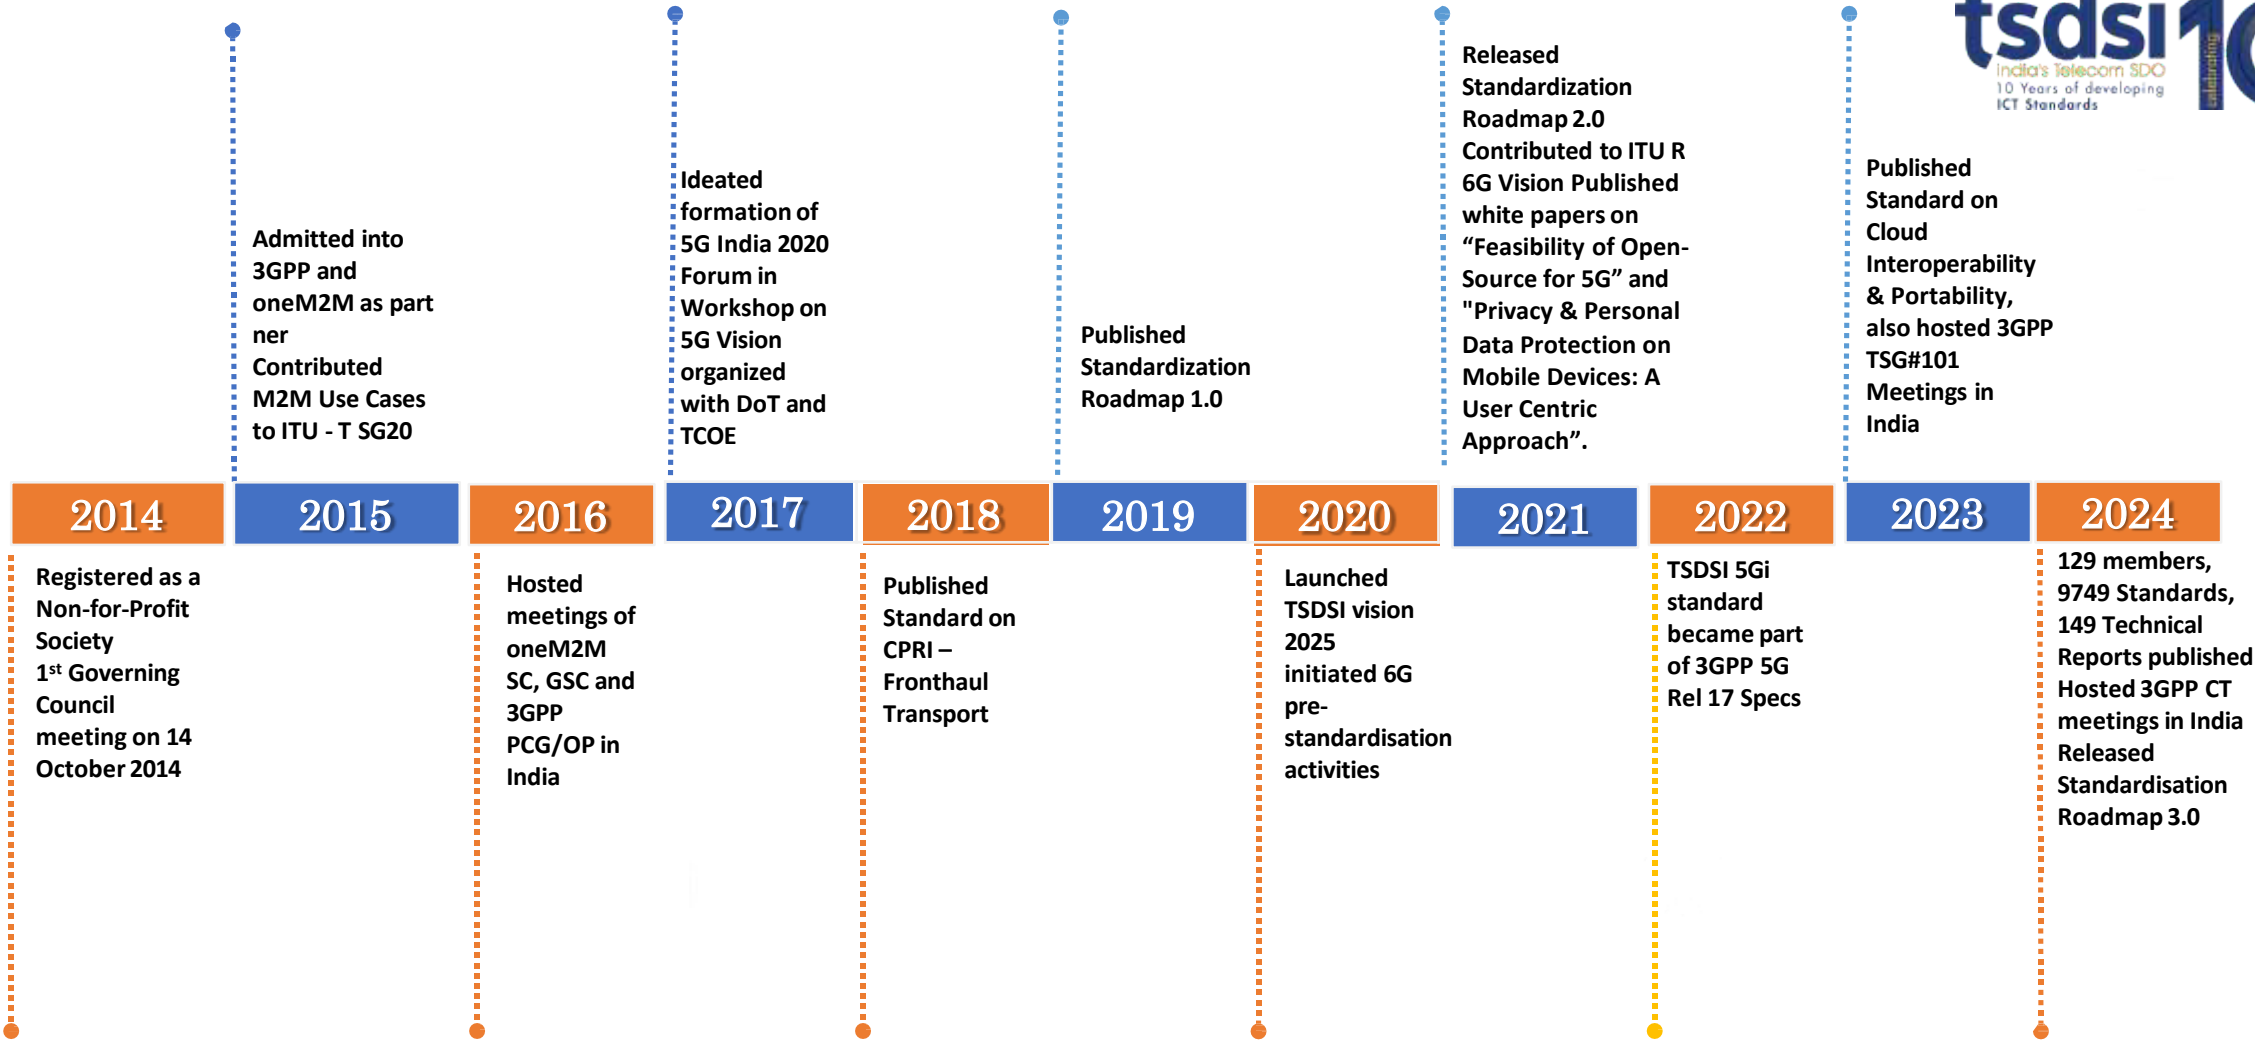 tsdsi 10
India's Telecom SDO
10 Years of developing
ICT Standards
celebrating
Admitted into
3GPP and
oneM2M as part
ner
Contributed
M2M Use Cases
to ITU - T SG20
Ideated
formation of
5G India 2020
Forum in
Workshop on
5G Vision
organized
with DoT and
TCOE
Published
Standardization
Roadmap 1.0
Released
Standardization
Roadmap 2.0
Contributed to ITU R
6G Vision Published
white papers on
“Feasibility of Open-
Source for 5G” and
"Privacy & Personal
Data Protection on
Mobile Devices: A
User Centric
Approach”.
Published
Standard on
Cloud
Interoperability
& Portability,
also hosted 3GPP
TSG#101
Meetings in
India
2014
2015
2016
2017
2018
2019
2020
2021
2022
2023
2024
Registered as a
Non-for-Profit
Society
1st Governing
Council
meeting on 14
October 2014
Hosted
meetings of
oneM2M
SC, GSC and
3GPP
PCG/OP in
India
Published
Standard on
CPRI –
Fronthaul
Transport
Launched
TSDSI vision
2025
initiated 6G
pre-
standardisation
activities
TSDSI 5Gi
standard
became part
of 3GPP 5G
Rel 17 Specs
129 members,
9749 Standards,
149 Technical
Reports published
Hosted 3GPP CT
meetings in India
Released
Standardisation
Roadmap 3.0